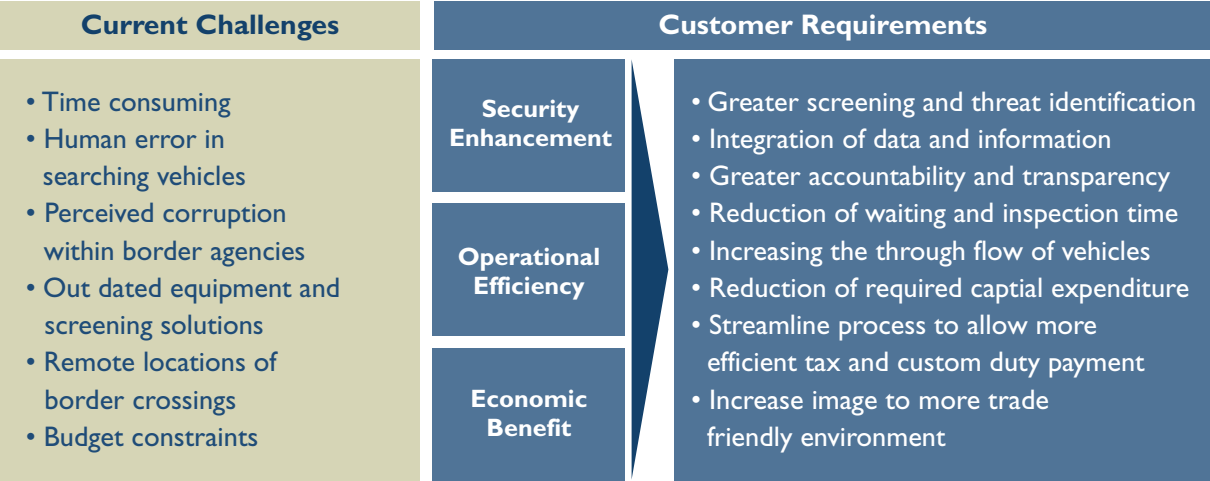 Current Challenges
• Time consuming
• Human error in
searching vehicles
• Perceived corruption
within border agencies
• Out dated equipment and
screening solutions
• Remote locations of
border crossings
• Budget constraints
Customer Requirements
Security
Enhancement
Operational
Efficiency
Economic
Benefit
• Greater screening and threat identification
• Integration of data and information
• Greater accountability and transparency
• Reduction of waiting and inspection time
• Increasing the through flow of vehicles
• Reduction of required captial expenditure
• Streamline process to allow more
efficient tax and custom duty payment
• Increase image to more trade
friendly environment